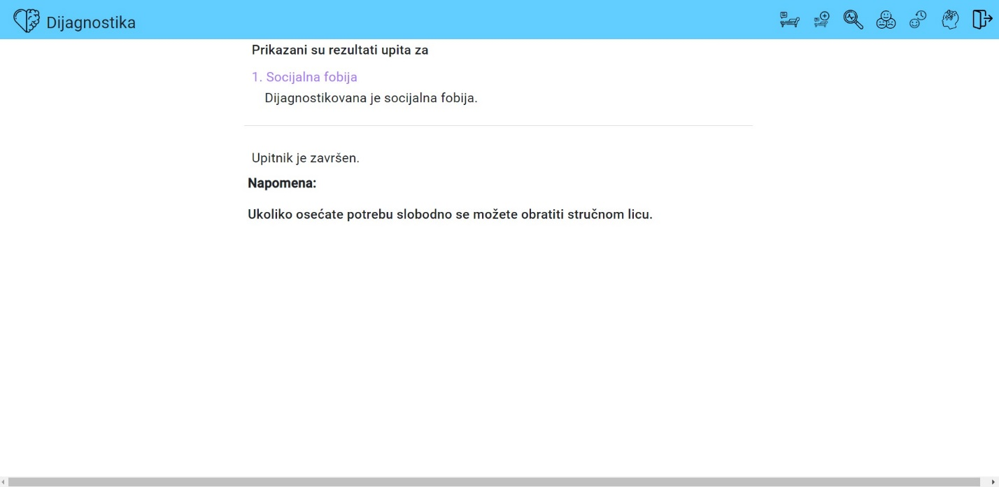 Dijagnostika
Prikazani su rezultati upita za
1. Socijalna fobija
Dijagnostikovana je socijalna fobija.
Upitnik je završen.
Napomena:
Ukoliko osećate potrebu slobodno se možete obratiti stručnom licu.